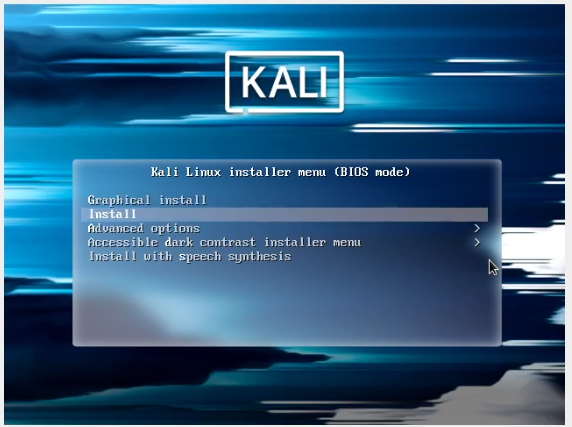 KALI
Kali Linux installer menu (BIOS mode)
Graphical install
Install
Advanced options >
Accessible dark contrast installer menu >
Install with speech synthesis